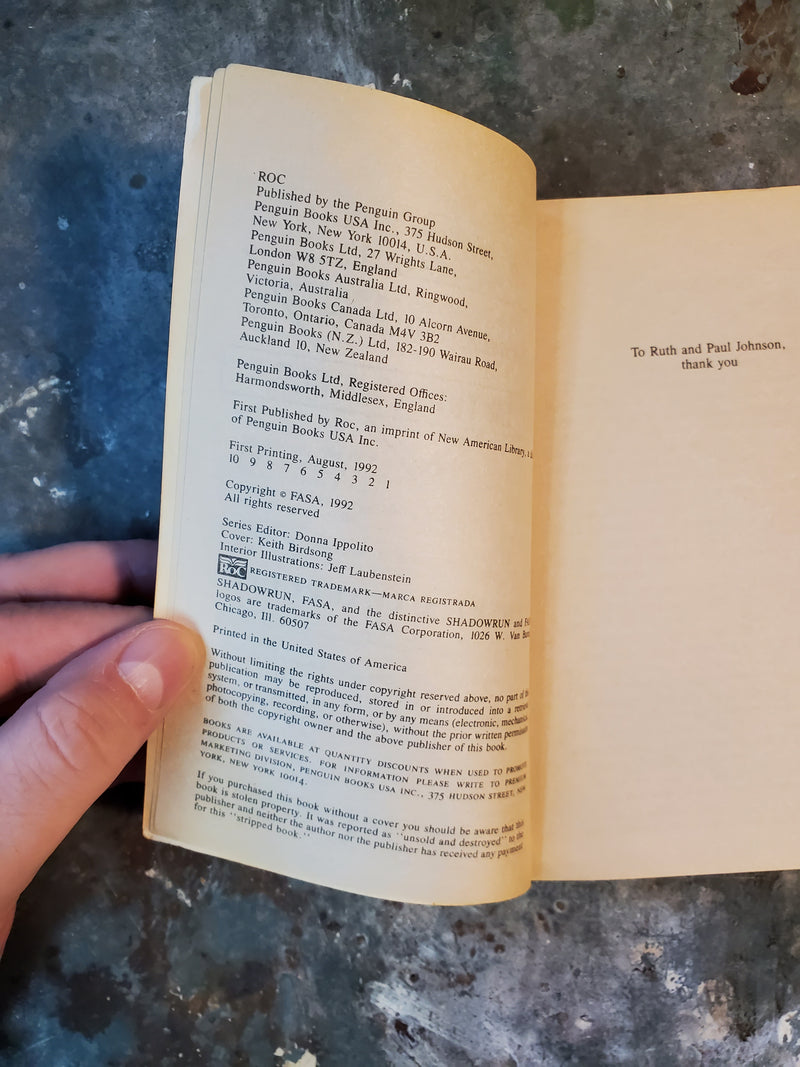 ROC
Published by the Penguin Group
Penguin Books USA Inc., 375 Hudson Street,
New York, New York 10014, U.S.A.
Penguin Books Ltd, 27 Wrights Lane,
London W8 5TZ, England
Penguin Books Australia Ltd, Ringwood,
Victoria, Australia
Penguin Books Canada Ltd, 10 Alcorn Avenue,
Toronto, Ontario, Canada M4V 3B2
Penguin Books (N.Z.) Ltd, 182-190 Wairau Road,
Auckland 10, New Zealand
Penguin Books Ltd, Registered Offices:
Harmondsworth, Middlesex, England
First Published by Roc, an imprint of New American Library, a
of Penguin Books USA Inc.
First Printing, August, 1992
10 9 8 7 6 5 4 3 2 1
Copyright © FASA, 1992
All rights reserved
Series Editor: Donna Ippolito
Cover: Keith Birdsong
Interior Illustrations: Jeff Laubenstein
ROC REGISTERED TRADEMARK—MARCA REGISTRADA
SHADOWRUN, FASA, and the distinctive SHADOWRUN and
logos are trademarks of the FASA Corporation, 1026 W. Van
Chicago, Ill. 60507
Printed in the United States of America
Without limiting the rights under copyright reserved above, no part of
publication may be reproduced, stored in or introduced into a
system, or transmitted, in any form, or by any means (electronic,
photocopying, recording, or otherwise), without the prior written
of both the copyright owner and the above publisher of this book.
BOOKS ARE AVAILABLE AT QUANTITY DISCOUNTS WHEN USED TO
PRODUCTS OR SERVICES. FOR INFORMATION PLEASE WRITE TO
MARKETING DIVISION, PENGUIN BOOKS USA INC., 375 HUDSON STREET,
YORK, NEW YORK 10014.
If you purchased this book without a cover you should be aware that this
book is stolen property. It was reported as "unsold and destroyed" to the
publisher and neither the author nor the publisher has received any payment
for this "stripped book."
To Ruth and Paul Johnson,
thank you